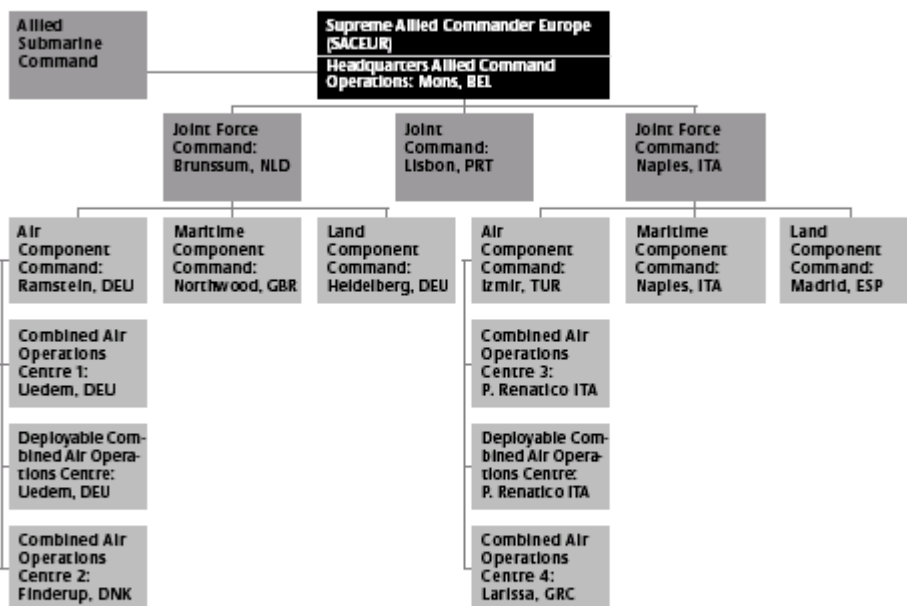 Allied
Submarine
Command
Supreme Allied Commander Europe
(SACEUR)
Headquarters Allied Command
Operations: Mons, BEL
Joint Force
Command:
Brunssum, NLD
Joint
Command:
Lisbon, PRT
Joint Force
Command:
Naples, ITA
Air
Component
Command:
Ramstein, DEU
Maritime
Component
Command:
Northwood, GBR
Land
Component
Command:
Heidelberg, DEU
Air
Component
Command:
Izmir, TUR
Maritime
Component
Command:
Naples, ITA
Land
Component
Command:
Madrid, ESP
Combined Air
Operations
Centre 1:
Uedem, DEU
Combined Air
Operations
Centre 3:
P. Renatico ITA
Deployable Com-
bined Air Opera-
tions Centre:
Uedem, DEU
Deployable Com-
bined Air Opera-
tions Centre:
P. Renatico ITA
Combined Air
Operations
Centre 2:
Finderup, DNK
Combined Air
Operations
Centre 4:
Larissa, GRC